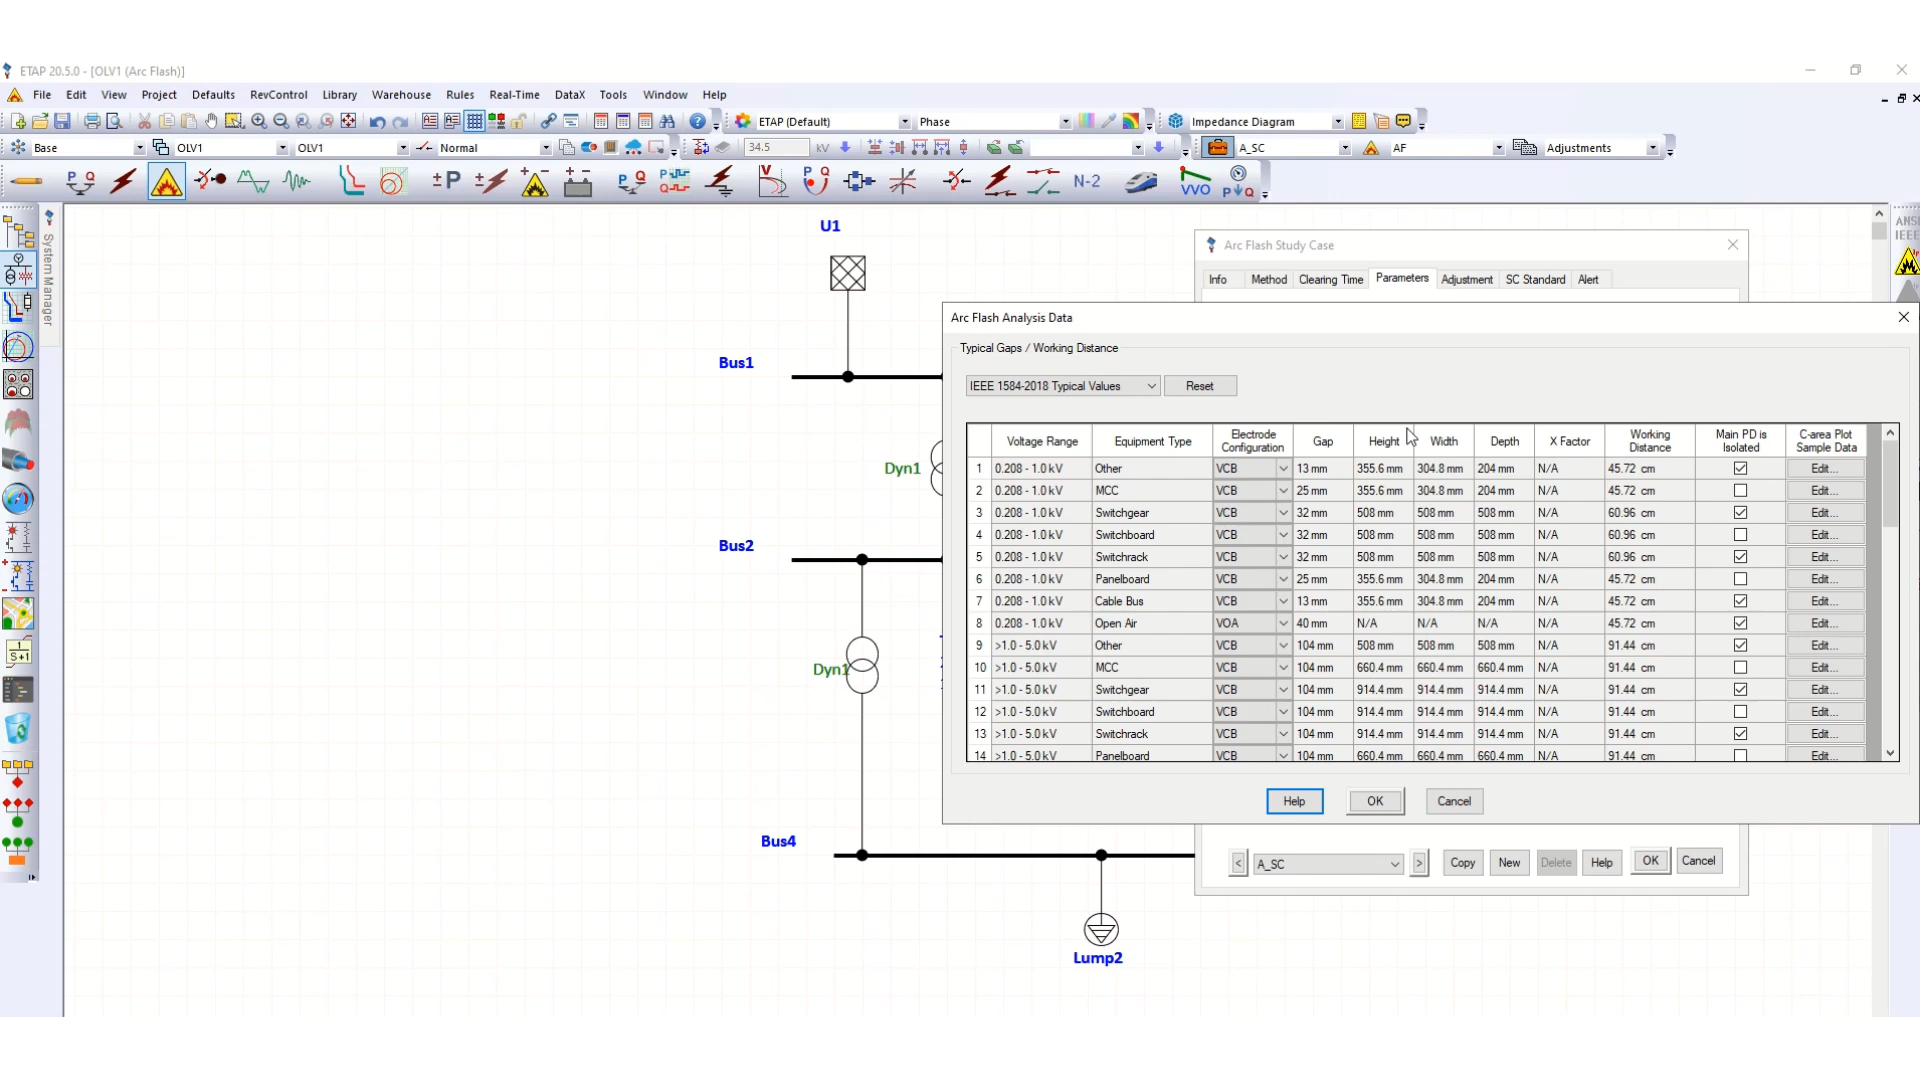 ETAP 20.5.0 - [OLV1 (Arc Flash)]
File Edit View Project Defaults RevControl Library Warehouse Rules Real-Time DataX Tools Window Help
ETAP (Default) Phase Impedance Diagram
Base OLV1 OLV1 Normal 34.5 kV A_SC AF Adjustments
P Q ±P P Q V P Q N-2 VVO P Q
System Manager
S+1
ANSI
IEEE
U1
Bus1
Dyn1
Bus2
Dyn1
Bus4
Lump2
Arc Flash Study Case
Info Method Clearing Time Parameters Adjustment SC Standard Alert
Arc Flash Analysis Data
Typical Gaps / Working Distance
IEEE 1584-2018 Typical Values Reset
Voltage Range Equipment Type Electrode Configuration Gap Height Width Depth X Factor Working Distance Main PD is Isolated C-area Plot Sample Data
1 0.208 - 1.0 kV Other VCB 13 mm 355.6 mm 304.8 mm 204 mm N/A 45.72 cm Edit...
2 0.208 - 1.0 kV MCC VCB 25 mm 355.6 mm 304.8 mm 204 mm N/A 45.72 cm Edit...
3 0.208 - 1.0 kV Switchgear VCB 32 mm 508 mm 508 mm 508 mm N/A 60.96 cm Edit...
4 0.208 - 1.0 kV Switchboard VCB 32 mm 508 mm 508 mm 508 mm N/A 60.96 cm Edit...
5 0.208 - 1.0 kV Switchrack VCB 32 mm 508 mm 508 mm 508 mm N/A 60.96 cm Edit...
6 0.208 - 1.0 kV Panelboard VCB 25 mm 355.6 mm 304.8 mm 204 mm N/A 45.72 cm Edit...
7 0.208 - 1.0 kV Cable Bus VCB 13 mm 355.6 mm 304.8 mm 204 mm N/A 45.72 cm Edit...
8 0.208 - 1.0 kV Open Air VOA 40 mm N/A N/A N/A N/A 45.72 cm Edit...
9 >1.0 - 5.0 kV Other VCB 104 mm 508 mm 508 mm 508 mm N/A 91.44 cm Edit...
10 >1.0 - 5.0 kV MCC VCB 104 mm 660.4 mm 660.4 mm 660.4 mm N/A 91.44 cm Edit...
11 >1.0 - 5.0 kV Switchgear VCB 104 mm 914.4 mm 914.4 mm 914.4 mm N/A 91.44 cm Edit...
12 >1.0 - 5.0 kV Switchboard VCB 104 mm 914.4 mm 914.4 mm 914.4 mm N/A 91.44 cm Edit...
13 >1.0 - 5.0 kV Switchrack VCB 104 mm 914.4 mm 914.4 mm 914.4 mm N/A 91.44 cm Edit...
14 >1.0 - 5.0 kV Panelboard VCB 104 mm 660.4 mm 660.4 mm 660.4 mm N/A 91.44 cm Edit...
Help OK Cancel
< A_SC > Copy New Delete Help OK Cancel